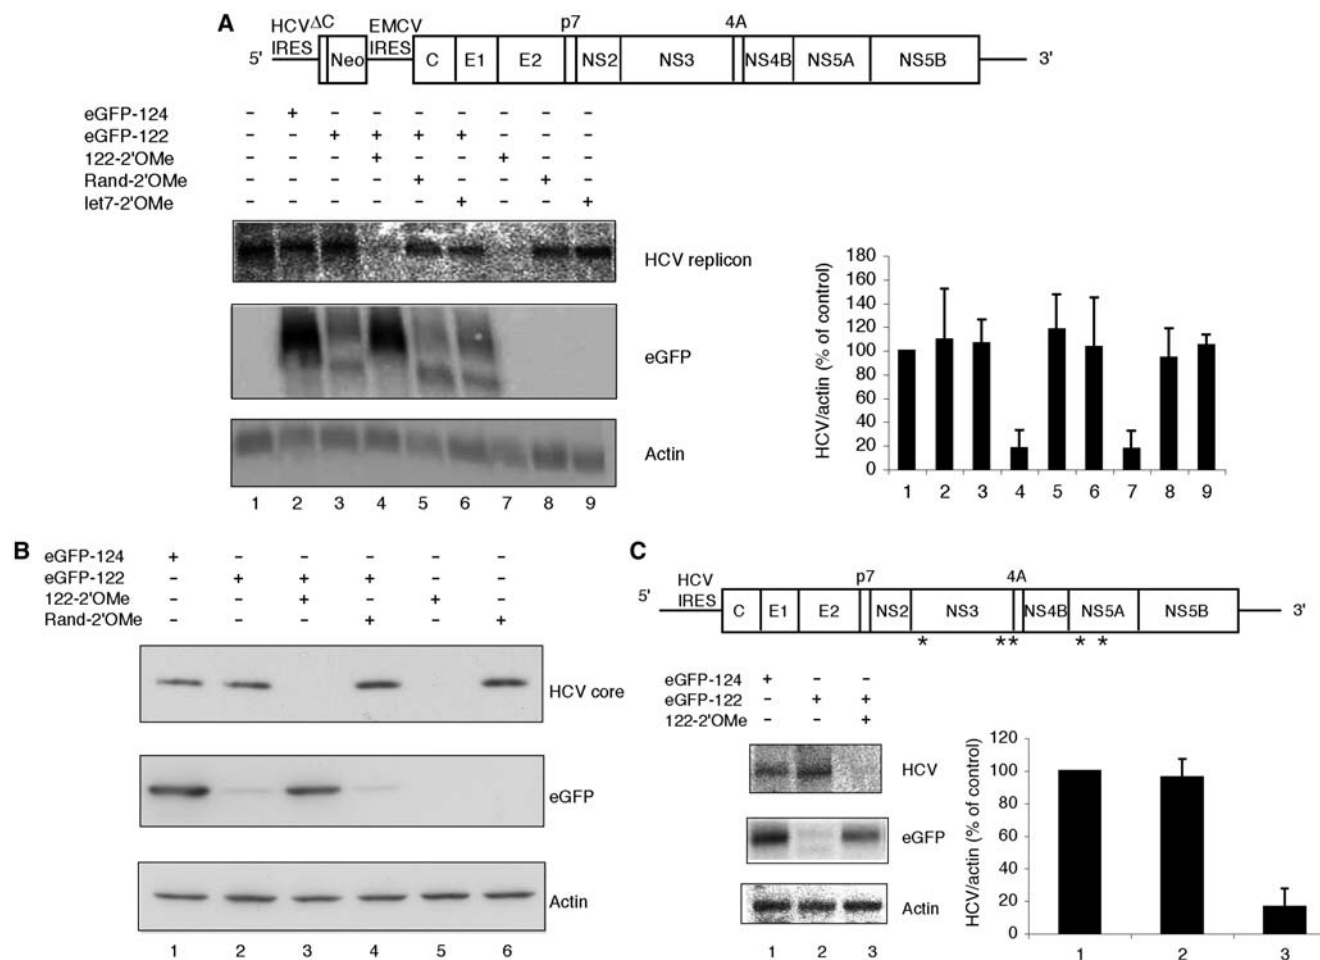 A
HCV ΔC EMCV p7 4A
IRES IRES
5' Neo C E1 E2 NS2 NS3 NS4B NS5A NS5B 3'
eGFP-124 – + – – – – – – –
eGFP-122 – – + + + + – – –
122-2'OMe – – – + – – + – –
Rand-2'OMe – – – – + – – + –
let7-2'OMe – – – – – + – – +
HCV replicon
eGFP
Actin
1 2 3 4 5 6 7 8 9
HCV/actin (% of control)
180
160
140
120
100
80
60
40
20
0
1 2 3 4 5 6 7 8 9
B
eGFP-124 + – – – – –
eGFP-122 – + + + – –
122-2'OMe – – + – + –
Rand-2'OMe – – – + – +
HCV core
eGFP
Actin
1 2 3 4 5 6
C
HCV p7 4A
IRES
5' C E1 E2 NS2 NS3 NS4B NS5A NS5B 3'
* ** * *
eGFP-124 + – –
eGFP-122 – + +
122-2'OMe – – +
HCV
eGFP
Actin
1 2 3
HCV/actin (% of control)
120
100
80
60
40
20
0
1 2 3